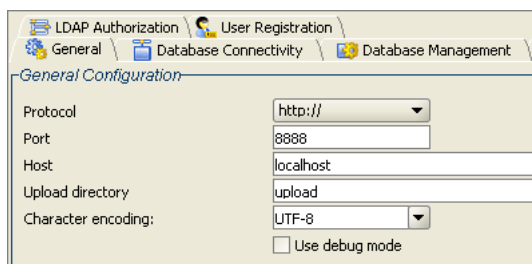 LDAP Authorization User Registration
General Database Connectivity Database Management
General Configuration
Protocol http://
Port 8888
Host localhost
Upload directory upload
Character encoding: UTF-8
Use debug mode